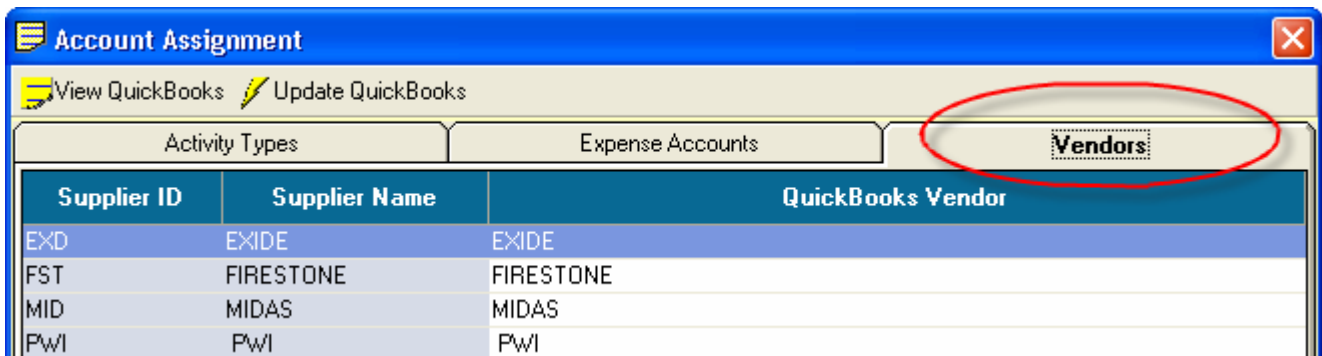 Account Assignment
View QuickBooks Update QuickBooks
Activity Types Expense Accounts Vendors
Supplier ID Supplier Name QuickBooks Vendor
EXD EXIDE EXIDE
FST FIRESTONE FIRESTONE
MID MIDAS MIDAS
PWI PWI PWI